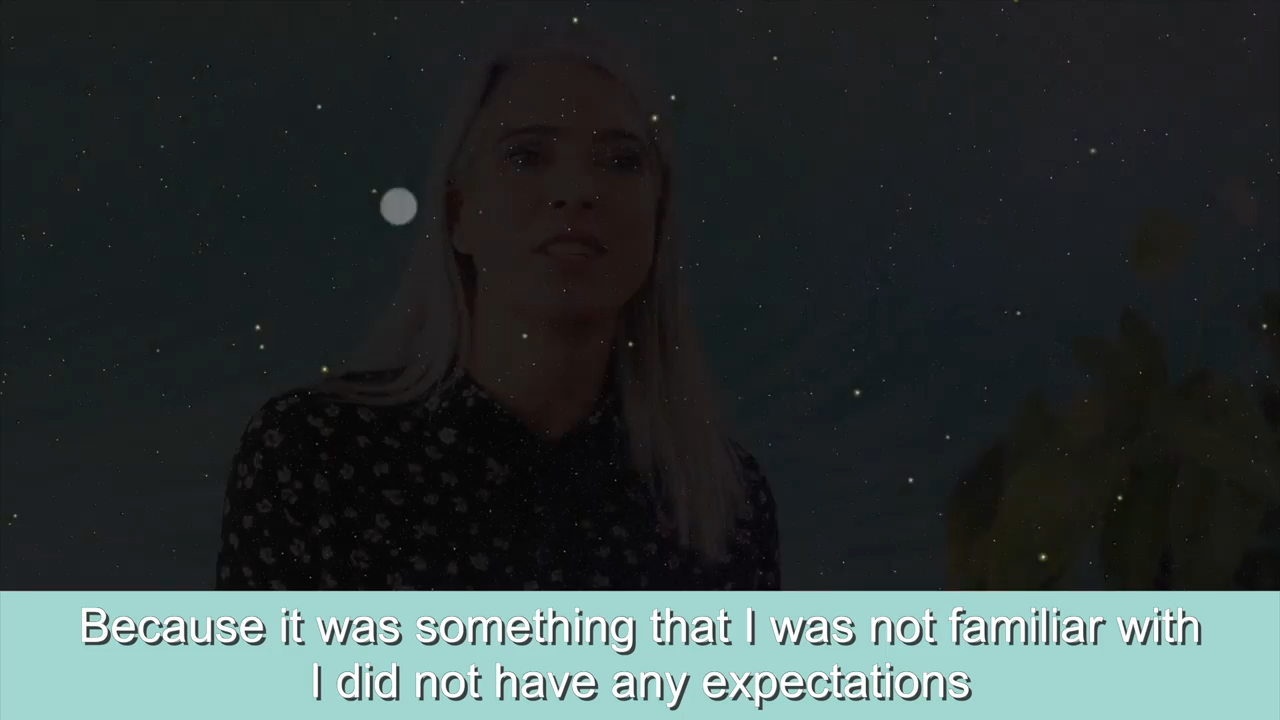 Because it was something that I was not familiar with
I did not have any expectations